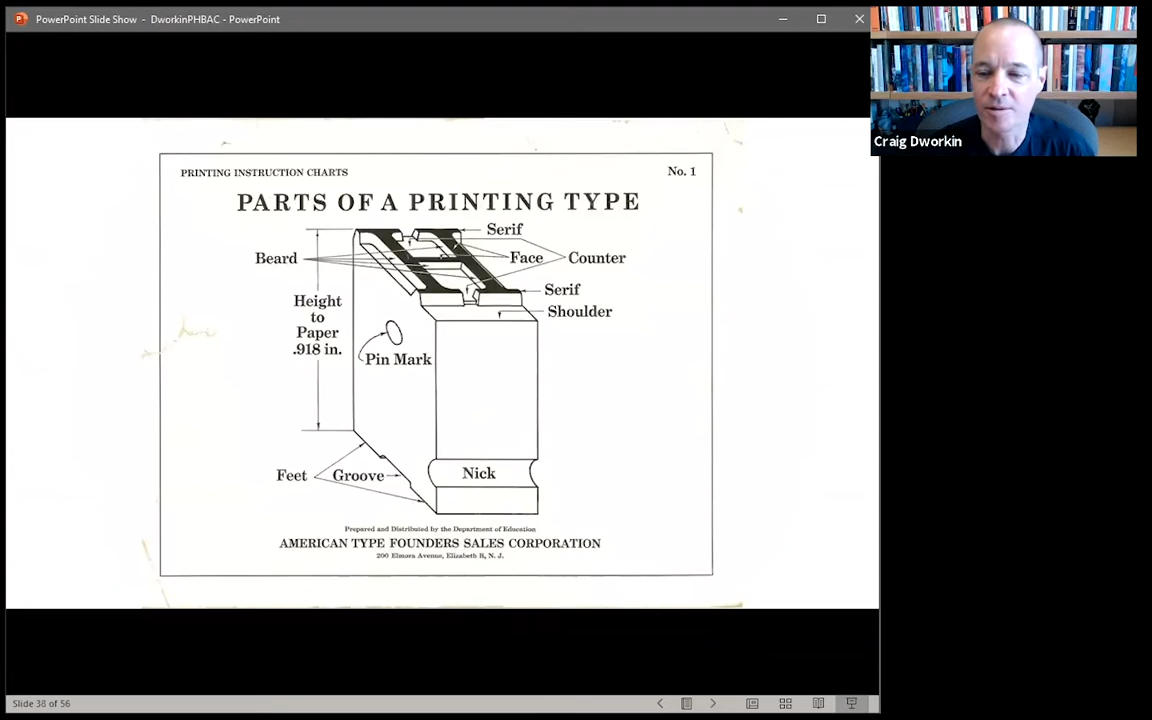 PowerPoint Slide Show - DworkinPHBAC - PowerPoint
Craig Dworkin
PRINTING INSTRUCTION CHARTS
No. 1
PARTS OF A PRINTING TYPE
Serif
Beard
Face
Counter
Serif
Height
to
Paper
.918 in.
Shoulder
Pin Mark
Feet
Groove
Nick
Prepared and Distributed by the Department of Education
AMERICAN TYPE FOUNDERS SALES CORPORATION
200 Elmora Avenue, Elizabeth B, N. J.
Slide 38 of 56